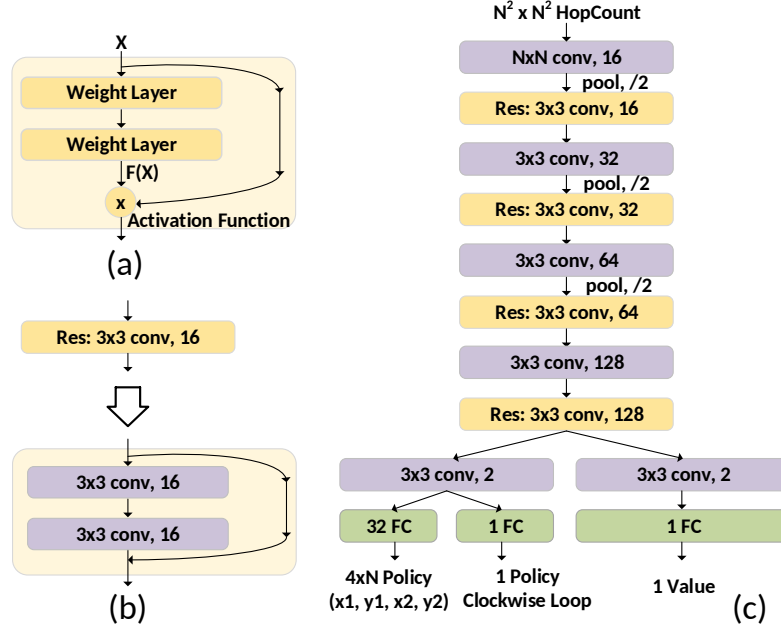 X
Weight Layer
Weight Layer
F(X)
x
Activation Function
(a)
Res: 3x3 conv, 16
3x3 conv, 16
3x3 conv, 16
(b)
N² x N² HopCount
NxN conv, 16
pool, /2
Res: 3x3 conv, 16
3x3 conv, 32
pool, /2
Res: 3x3 conv, 32
3x3 conv, 64
pool, /2
Res: 3x3 conv, 64
3x3 conv, 128
Res: 3x3 conv, 128
3x3 conv, 2
3x3 conv, 2
32 FC
1 FC
1 FC
4xN Policy
(x1, y1, x2, y2)
1 Policy
Clockwise Loop
1 Value
(c)